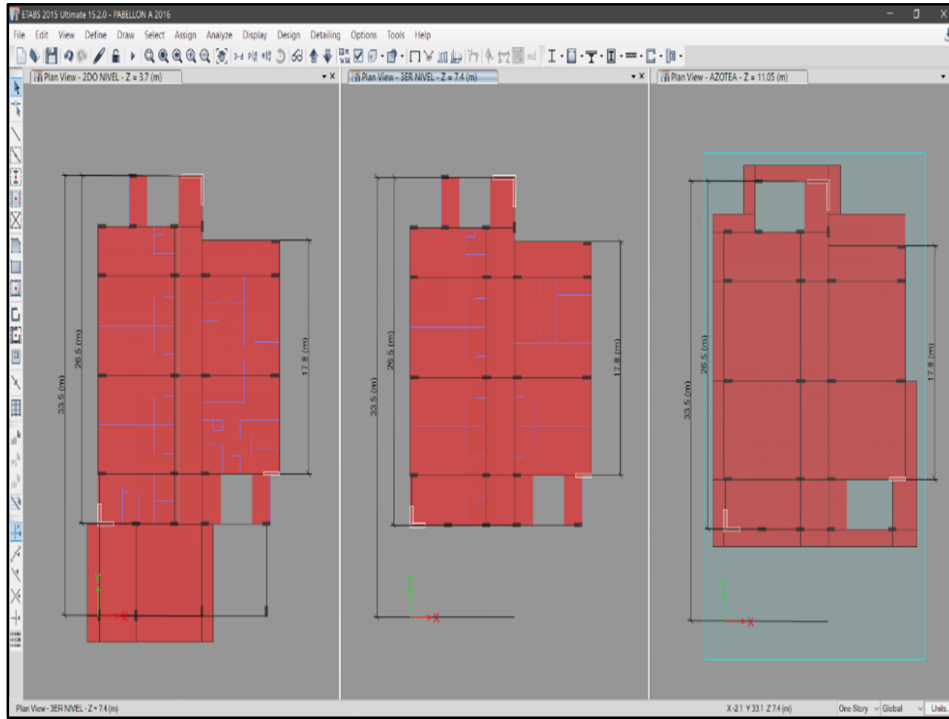 ETABS 2015 Ultimate 15.2.0 - PABELLON A 2016
File Edit View Define Draw Select Assign Analyze Display Design Detailing Options Tools Help
Plan View - 2DO NIVEL - Z = 3.7 (m)
Plan View - 3ER NIVEL - Z = 7.4 (m)
Plan View - AZOTEA - Z = 11.05 (m)
33.5 (m)
26.5 (m)
17.8 (m)
Y
X
33.5 (m)
26.5 (m)
17.8 (m)
Y
X
33.5 (m)
26.5 (m)
17.8 (m)
Y
X
Plan View - 3ER NIVEL - Z = 7.4 (m)
X -2.1 Y 33.1 Z 7.4 (m)
One Story Global Units